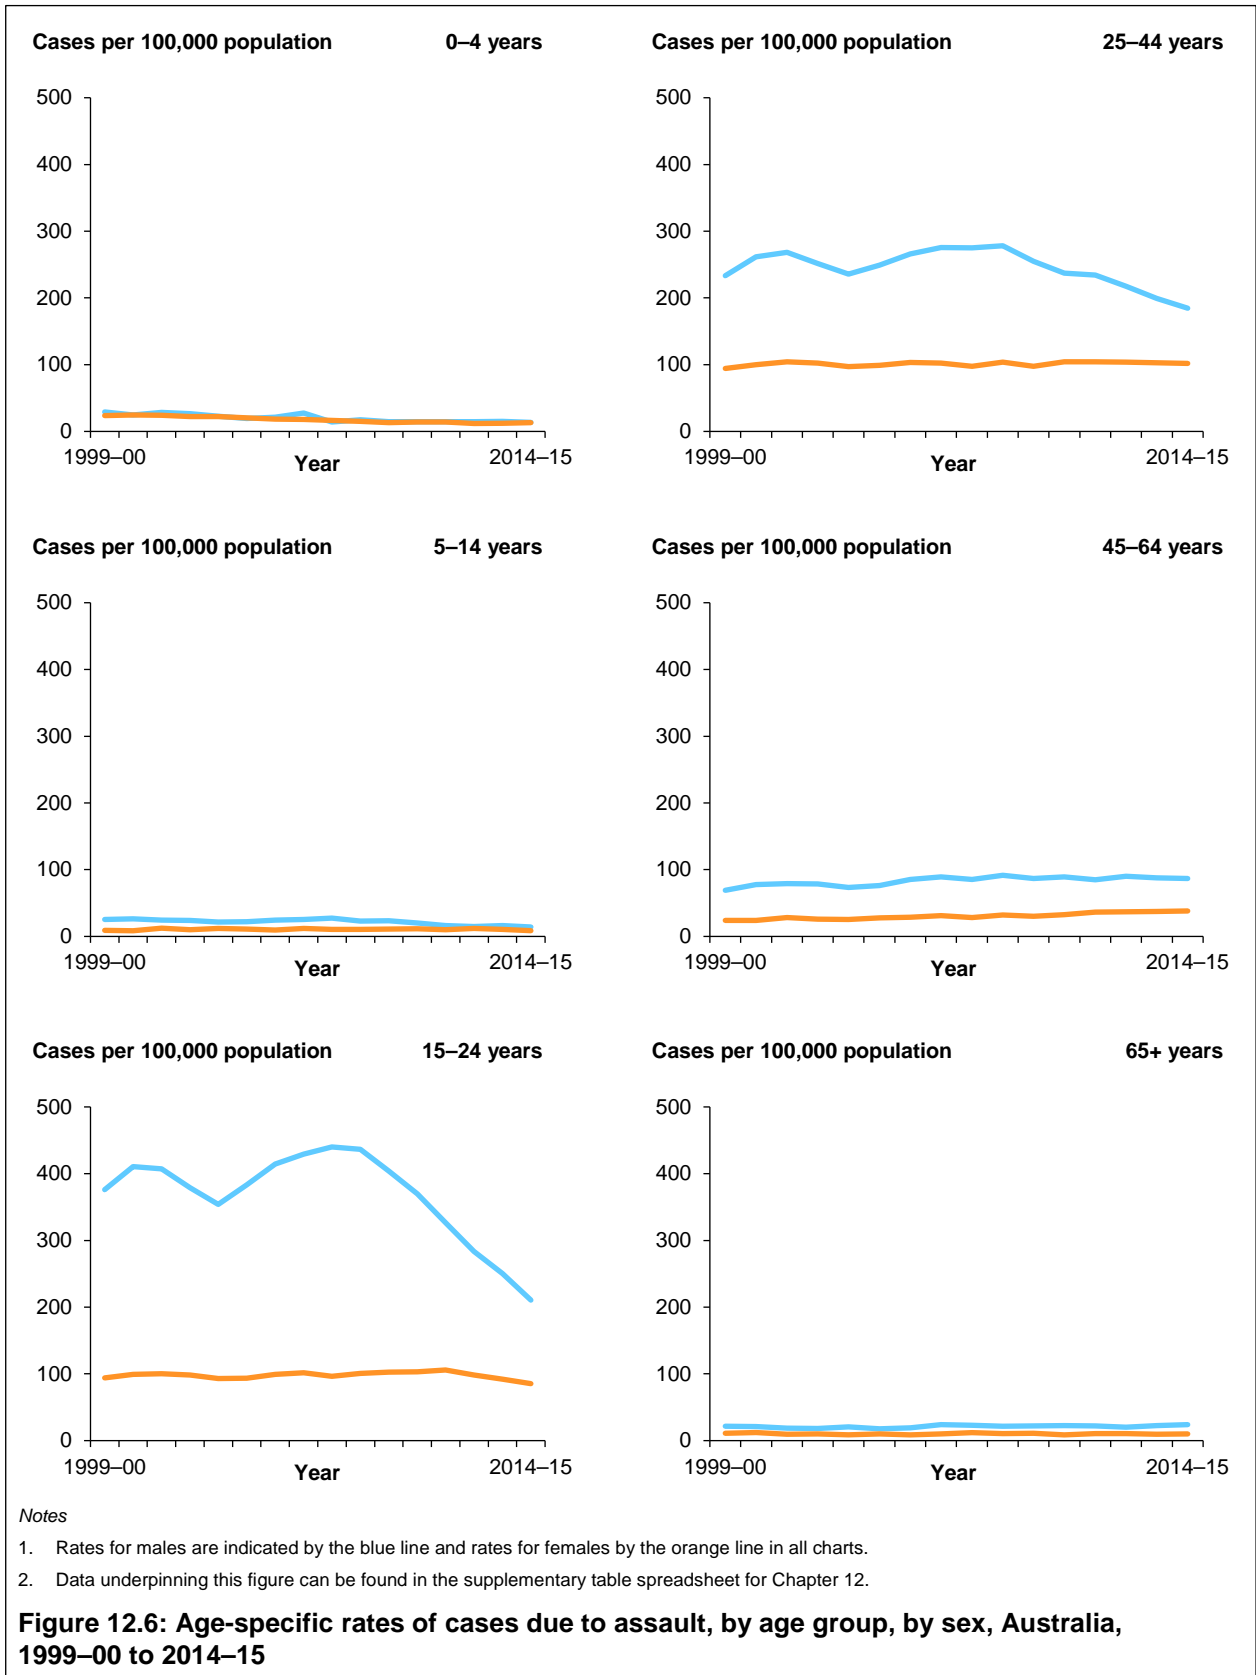 Cases per 100,000 population 0–4 years
500
400
300
200
100
0
1999–00 Year 2014–15
Cases per 100,000 population 25–44 years
500
400
300
200
100
0
1999–00 Year 2014–15
Cases per 100,000 population 5–14 years
500
400
300
200
100
0
1999–00 Year 2014–15
Cases per 100,000 population 45–64 years
500
400
300
200
100
0
1999–00 Year 2014–15
Cases per 100,000 population 15–24 years
500
400
300
200
100
0
1999–00 Year 2014–15
Cases per 100,000 population 65+ years
500
400
300
200
100
0
1999–00 Year 2014–15
Notes
1. Rates for males are indicated by the blue line and rates for females by the orange line in all charts.
2. Data underpinning this figure can be found in the supplementary table spreadsheet for Chapter 12.
Figure 12.6: Age-specific rates of cases due to assault, by age group, by sex, Australia,
1999–00 to 2014–15